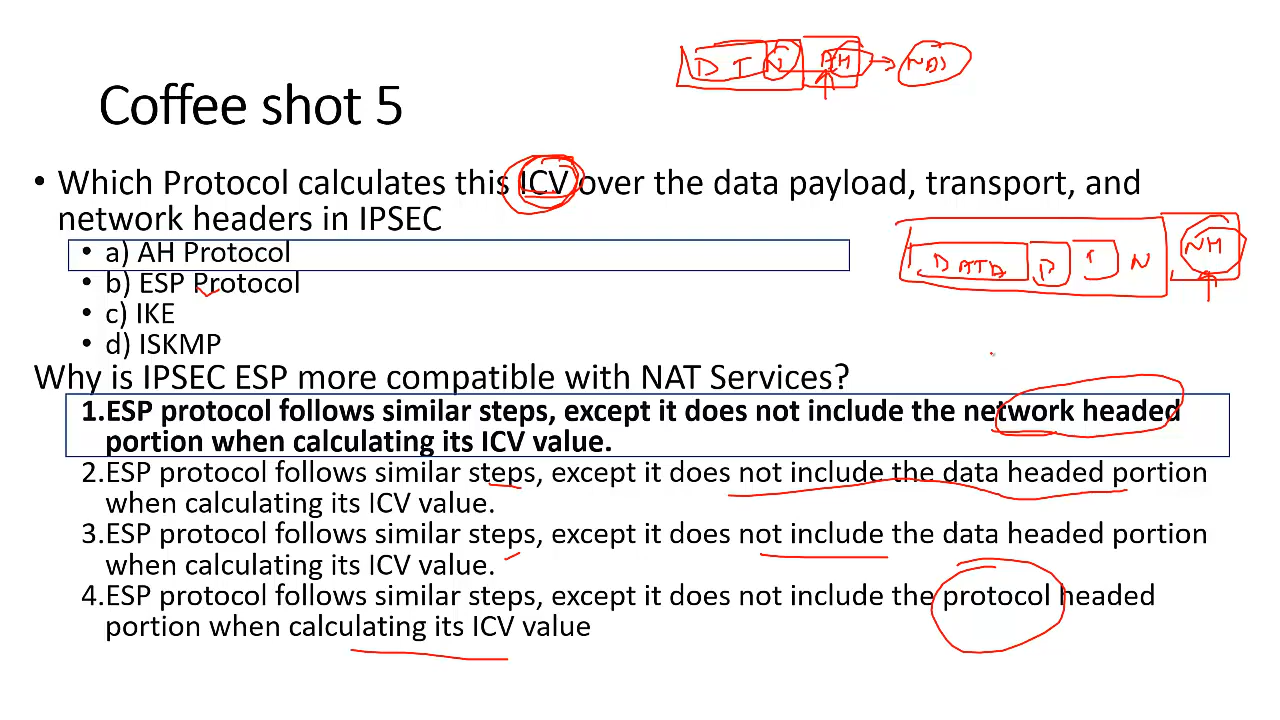 D T N AH → NAT
Coffee shot 5
• Which Protocol calculates this ICV over the data payload, transport, and
network headers in IPSEC
• a) AH Protocol
• b) ESP Protocol
• c) IKE
• d) ISKMP
DATA P T N NH
Why is IPSEC ESP more compatible with NAT Services?
1.ESP protocol follows similar steps, except it does not include the network headed
portion when calculating its ICV value.
2.ESP protocol follows similar steps, except it does not include the data headed portion
when calculating its ICV value.
3.ESP protocol follows similar steps, except it does not include the data headed portion
when calculating its ICV value.
4.ESP protocol follows similar steps, except it does not include the protocol headed
portion when calculating its ICV value